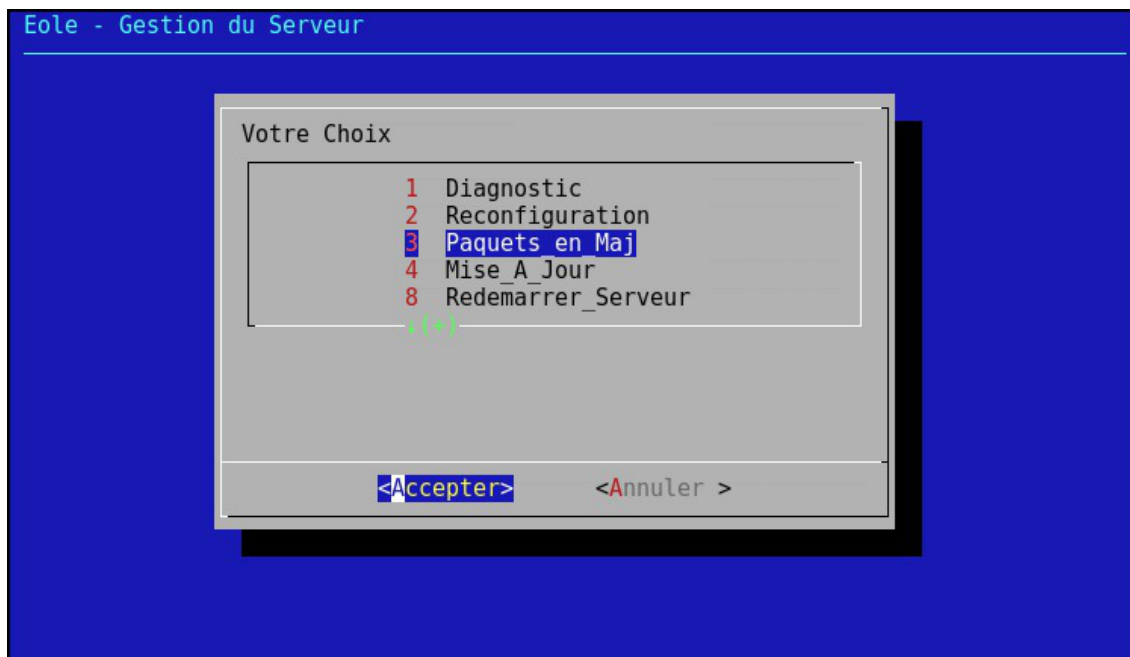 Eole - Gestion du Serveur
Votre Choix
1 Diagnostic
2 Reconfiguration
3 Paquets_en_Maj
4 Mise_A_Jour
8 Redemarrer_Serveur
↓(+)
<Accepter> <Annuler >